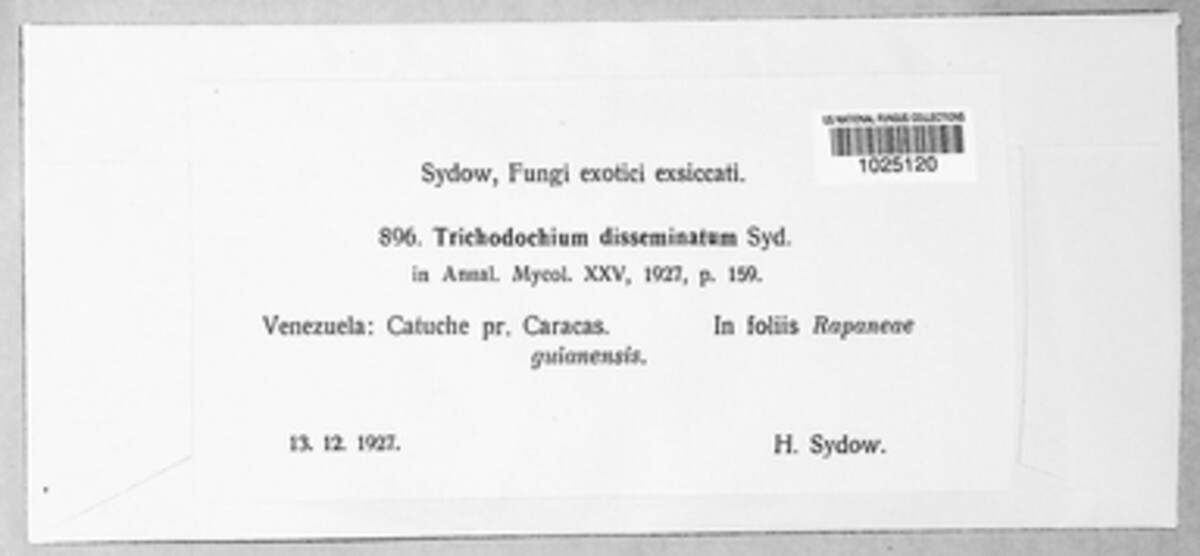 US NATIONAL FUNGUS COLLECTIONS
1025120
Sydow, Fungi exotici exsiccati.
896. Trichodochium disseminatum Syd.
in Annal. Mycol. XXV, 1927, p. 159.
Venezuela: Catuche pr. Caracas. In foliis Rapaneae
guianensis.
13. 12. 1927. H. Sydow.